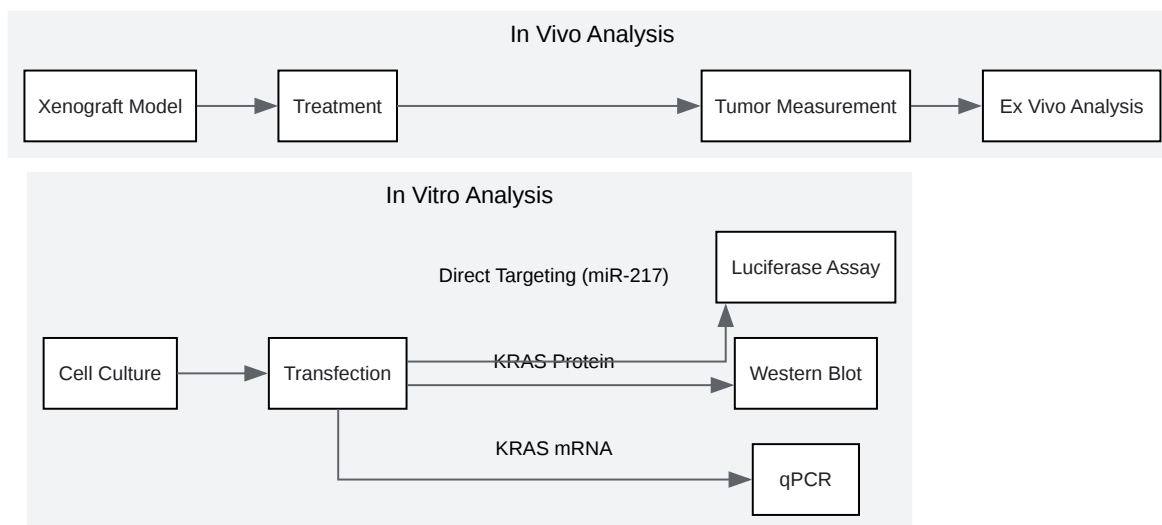 In Vivo Analysis
Xenograft Model
Treatment
Tumor Measurement
Ex Vivo Analysis
In Vitro Analysis
Luciferase Assay
Direct Targeting (miR-217)
KRAS Protein
Cell Culture
Transfection
Western Blot
KRAS mRNA
qPCR